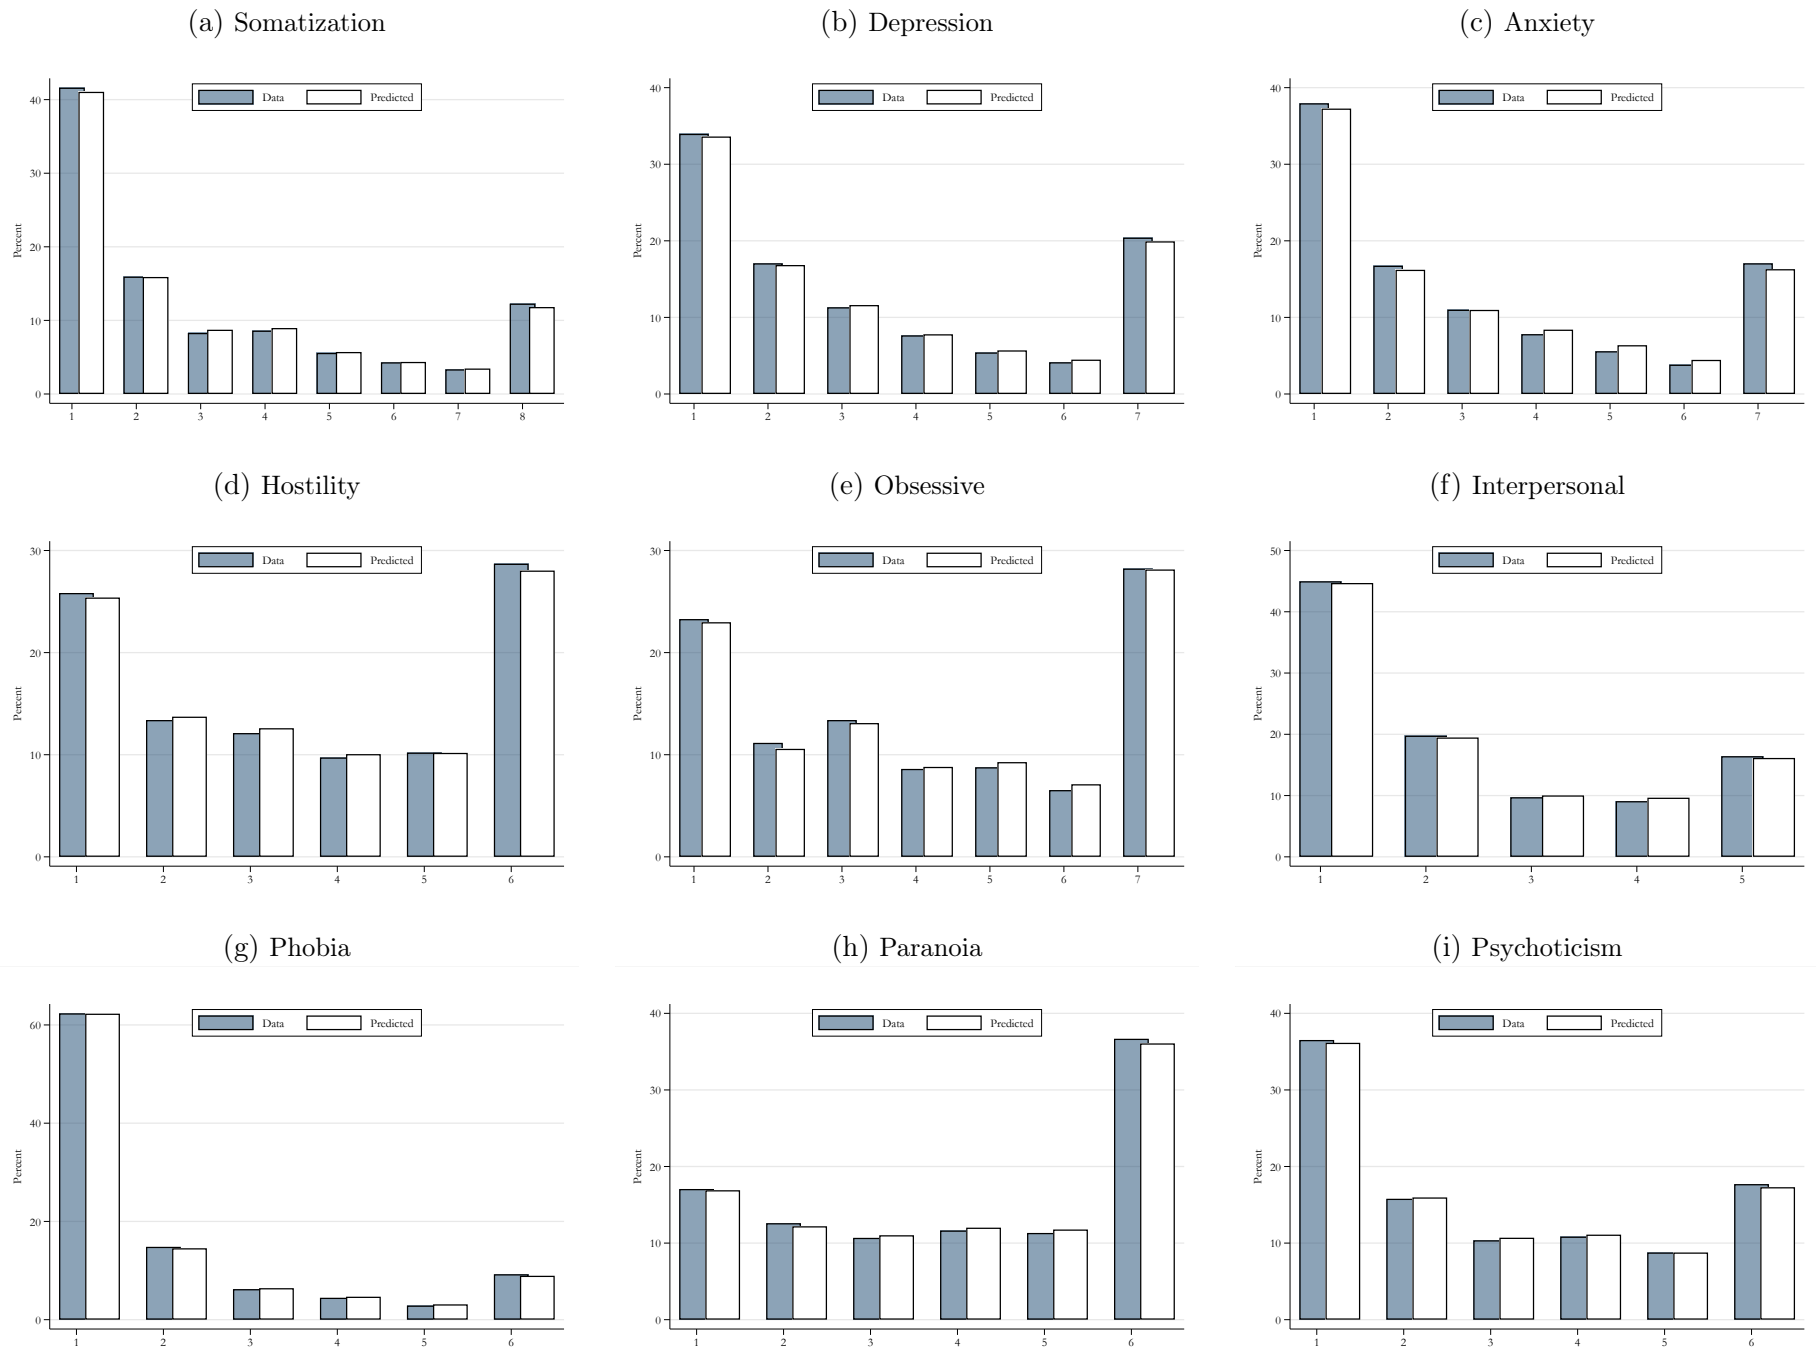 (a) Somatization
Data Predicted
Percent
40
30
20
10
0
1 2 3 4 5 6 7 8
(b) Depression
Data Predicted
Percent
40
30
20
10
0
1 2 3 4 5 6 7
(c) Anxiety
Data Predicted
Percent
40
30
20
10
0
1 2 3 4 5 6 7
(d) Hostility
Data Predicted
Percent
30
20
10
0
1 2 3 4 5 6
(e) Obsessive
Data Predicted
Percent
30
20
10
0
1 2 3 4 5 6 7
(f) Interpersonal
Data Predicted
Percent
50
40
30
20
10
0
1 2 3 4 5
(g) Phobia
Data Predicted
Percent
60
40
20
0
1 2 3 4 5 6
(h) Paranoia
Data Predicted
Percent
40
30
20
10
0
1 2 3 4 5 6
(i) Psychoticism
Data Predicted
Percent
40
30
20
10
0
1 2 3 4 5 6